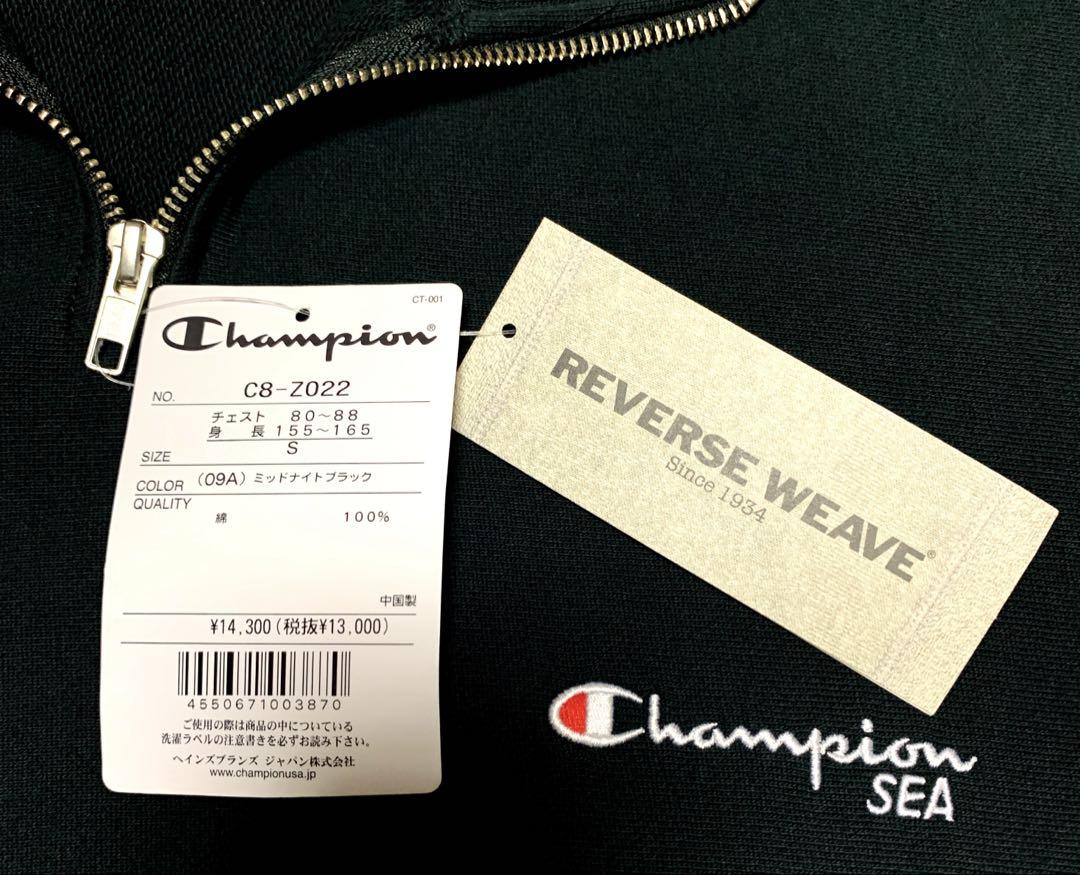 CT-001
Champion®
NO. C8-Z022
チェスト 80～88
身 長 155～165
SIZE S
COLOR (09A) ミッドナイトブラック
QUALITY
綿 100%
中国製
¥14,300(税抜¥13,000)
4550671003870
ご使用の際は商品の中についている
洗濯ラベルの注意書きを必ずお読み下さい。
ヘインズブランズ ジャパン株式会社
www.championusa.jp
REVERSE WEAVE®
Since 1934
Champion
SEA